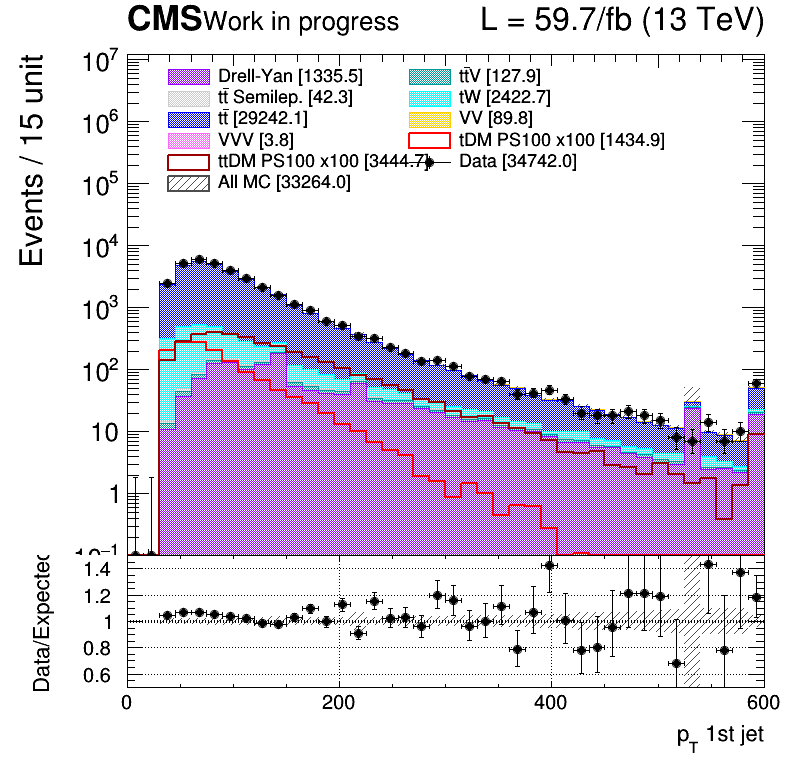 CMS Work in progress L = 59.7/fb (13 TeV)
Events / 15 unit
10⁷
10⁶
10⁵
10⁴
10³
10²
10
1
10⁻¹
Drell-Yan [1335.5] tt̄V [127.9]
tt̄ Semilep. [42.3] tW [2422.7]
tt̄ [29242.1] VV [89.8]
VVV [3.8] tDM PS100 x100 [1434.9]
ttDM PS100 x100 [3444.7] Data [34742.0]
All MC [33264.0]
Data/Expected
1.4
1.2
1
0.8
0.6
0 200 400 600
p_T 1st jet